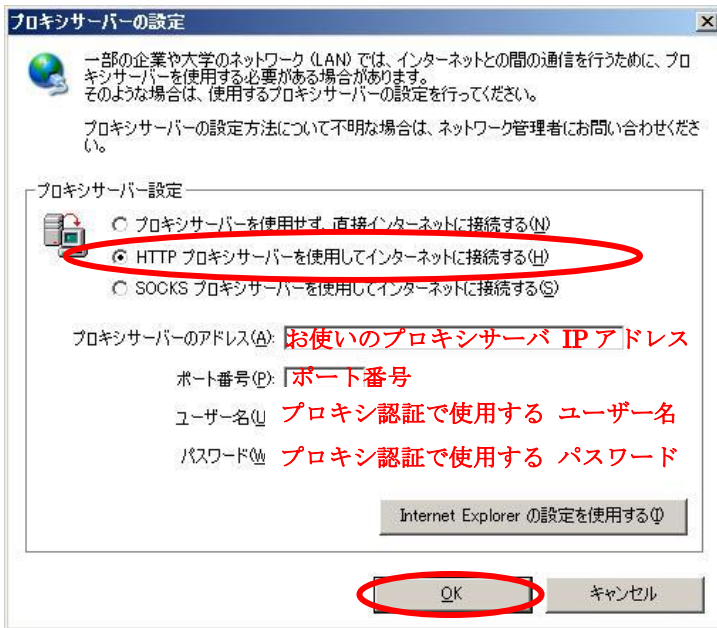 プロキシサーバーの設定
一部の企業や大学のネットワーク (LAN) では、インターネットとの間の通信を行うために、プロ
キシサーバーを使用する必要がある場合があります。
そのような場合は、使用するプロキシサーバーの設定を行ってください。
プロキシサーバーの設定方法について不明な場合は、ネットワーク管理者にお問い合わせくださ
い。
プロキシサーバー設定
プロキシサーバーを使用せず、直接インターネットに接続する(N)
HTTP プロキシサーバーを使用してインターネットに接続する(H)
SOCKS プロキシサーバーを使用してインターネットに接続する(S)
プロキシサーバーのアドレス(A): お使いのプロキシサーバ IP アドレス
ポート番号(P): ポート番号
ユーザー名(U プロキシ認証で使用する ユーザー名
パスワード(W プロキシ認証で使用する パスワード
Internet Explorer の設定を使用する(I)
OK キャンセル